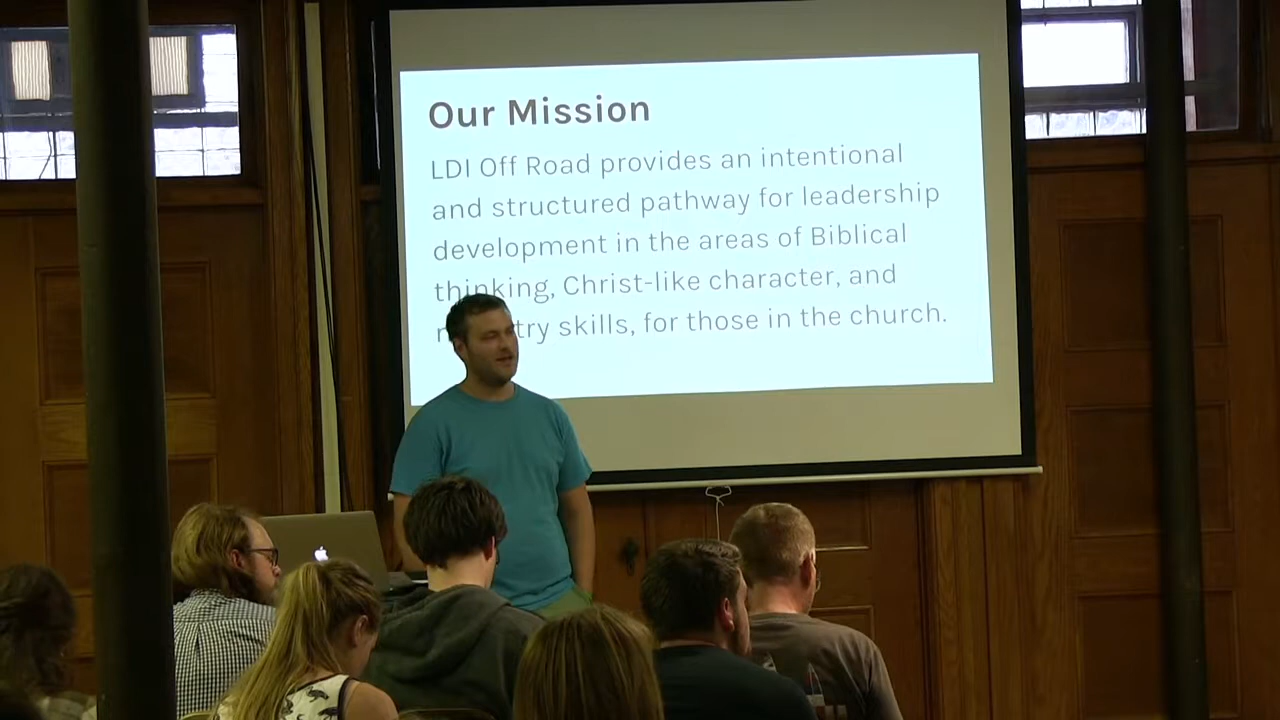 Our Mission
LDI Off Road provides an intentional
and structured pathway for leadership
development in the areas of Biblical
thinking, Christ-like character, and
try skills, for those in the church.